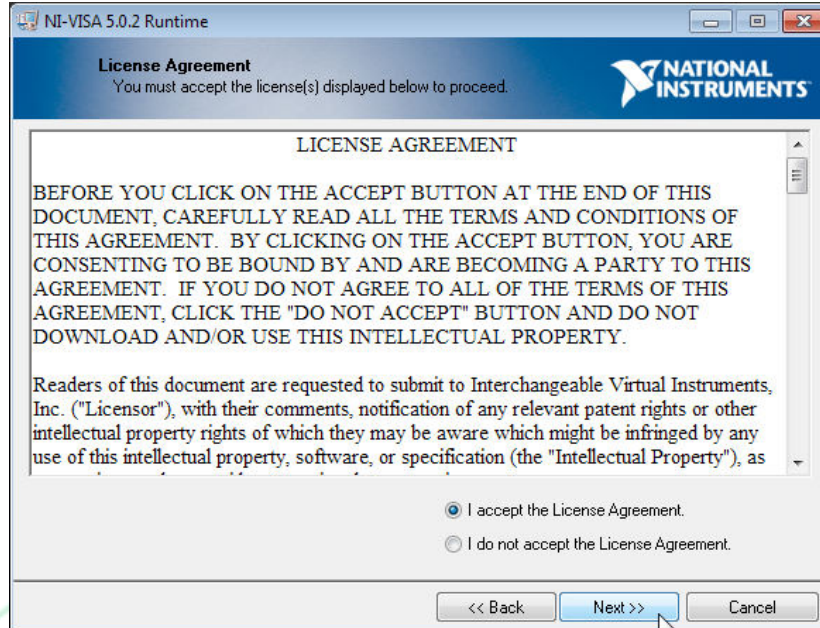 NI-VISA 5.0.2 Runtime
License Agreement
You must accept the license(s) displayed below to proceed.
NATIONAL
INSTRUMENTS
LICENSE AGREEMENT
BEFORE YOU CLICK ON THE ACCEPT BUTTON AT THE END OF THIS
DOCUMENT, CAREFULLY READ ALL THE TERMS AND CONDITIONS OF
THIS AGREEMENT.  BY CLICKING ON THE ACCEPT BUTTON, YOU ARE
CONSENTING TO BE BOUND BY AND ARE BECOMING A PARTY TO THIS
AGREEMENT.  IF YOU DO NOT AGREE TO ALL OF THE TERMS OF THIS
AGREEMENT, CLICK THE "DO NOT ACCEPT" BUTTON AND DO NOT
DOWNLOAD AND/OR USE THIS INTELLECTUAL PROPERTY.
Readers of this document are requested to submit to Interchangeable Virtual Instruments,
Inc. ("Licensor"), with their comments, notification of any relevant patent rights or other
intellectual property rights of which they may be aware which might be infringed by any
use of this intellectual property, software, or specification (the "Intellectual Property"), as
I accept the License Agreement.
I do not accept the License Agreement.
<< Back
Next >>
Cancel